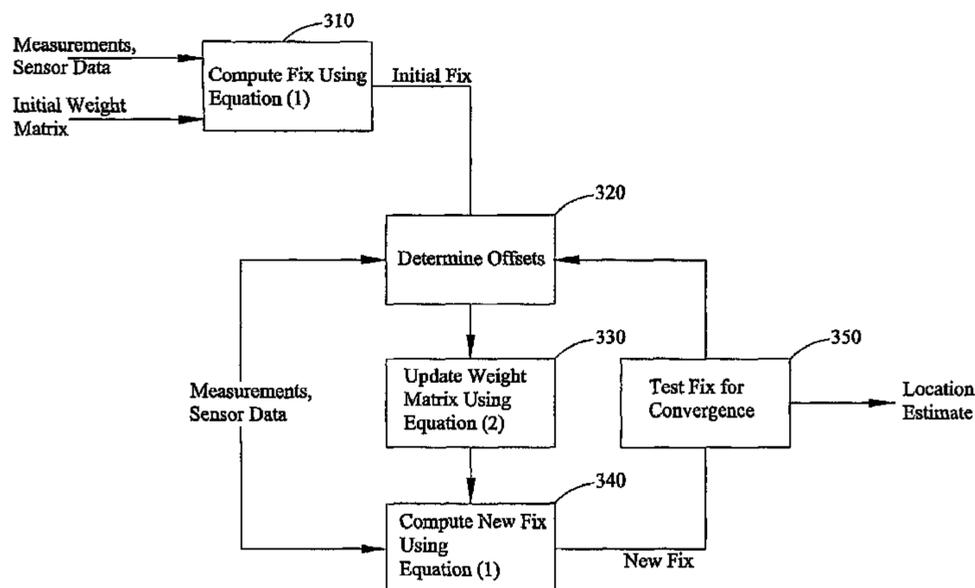 310
Measurements,
Sensor Data
Initial Weight
Matrix
Compute Fix Using
Equation (1)
Initial Fix
320
Determine Offsets
330
Update Weight
Matrix Using
Equation (2)
350
Test Fix for
Convergence
Location
Estimate
Measurements,
Sensor Data
340
Compute New Fix
Using
Equation (1)
New Fix